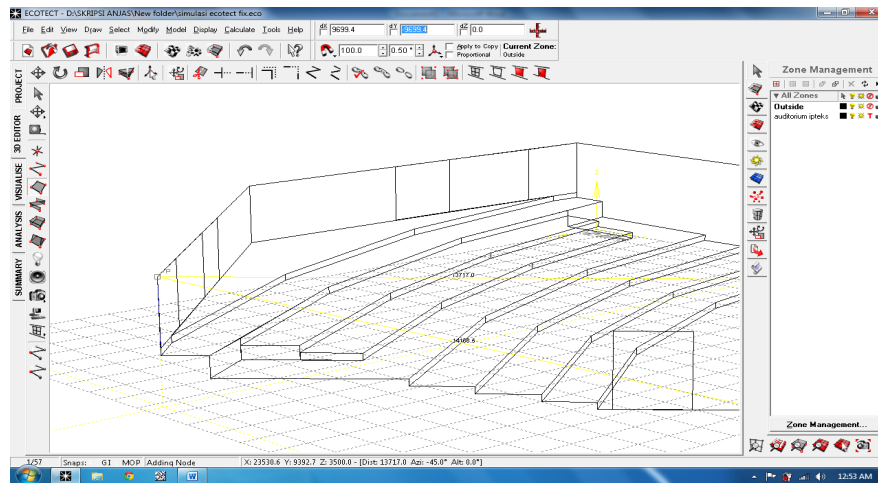 ECOTECT - D:\SKRIPSI ANJAS\New folder\simulasi ecotect fix.eco
File Edit View Draw Select Modify Model Display Calculate Tools Help
dX 9699.4 dY -9699.4 dZ 0.0
100.0 0.50 ° Apply to Copy Current Zone:
Proportional Outside
PROJECT
3D EDITOR
VISUALISE
ANALYSIS
SUMMARY
13717.0
Zone Management
▼ All Zones
Outside
auditorium ipteks
Zone Management...
1/57 Snaps: GI MOP Adding Node X: 23530.6 Y: 9392.7 Z: 3500.0 - [Dist: 13717.0 Azi: -45.0° Alt: 0.0°]
12:53 AM